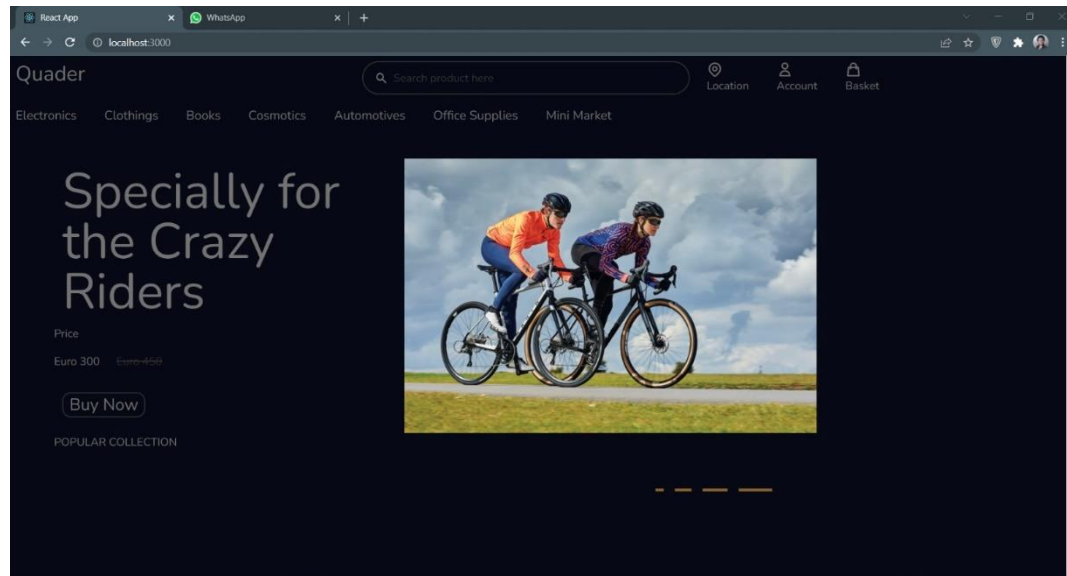 React App
WhatsApp
localhost:3000
Quader
Search product here
Location
Account
Basket
Electronics Clothings Books Cosmotics Automotives Office Supplies Mini Market
Specially for
the Crazy
Riders
Price
Euro 300 Euro 450
Buy Now
POPULAR COLLECTION